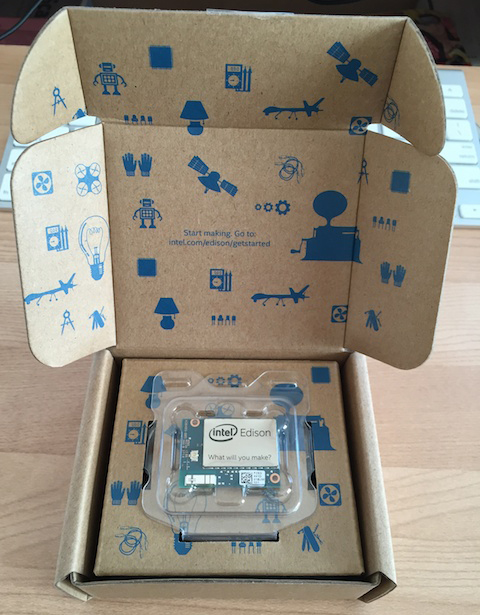 Start making. Go to:
intel.com/edison/getstarted
intel Edison
What will you make?